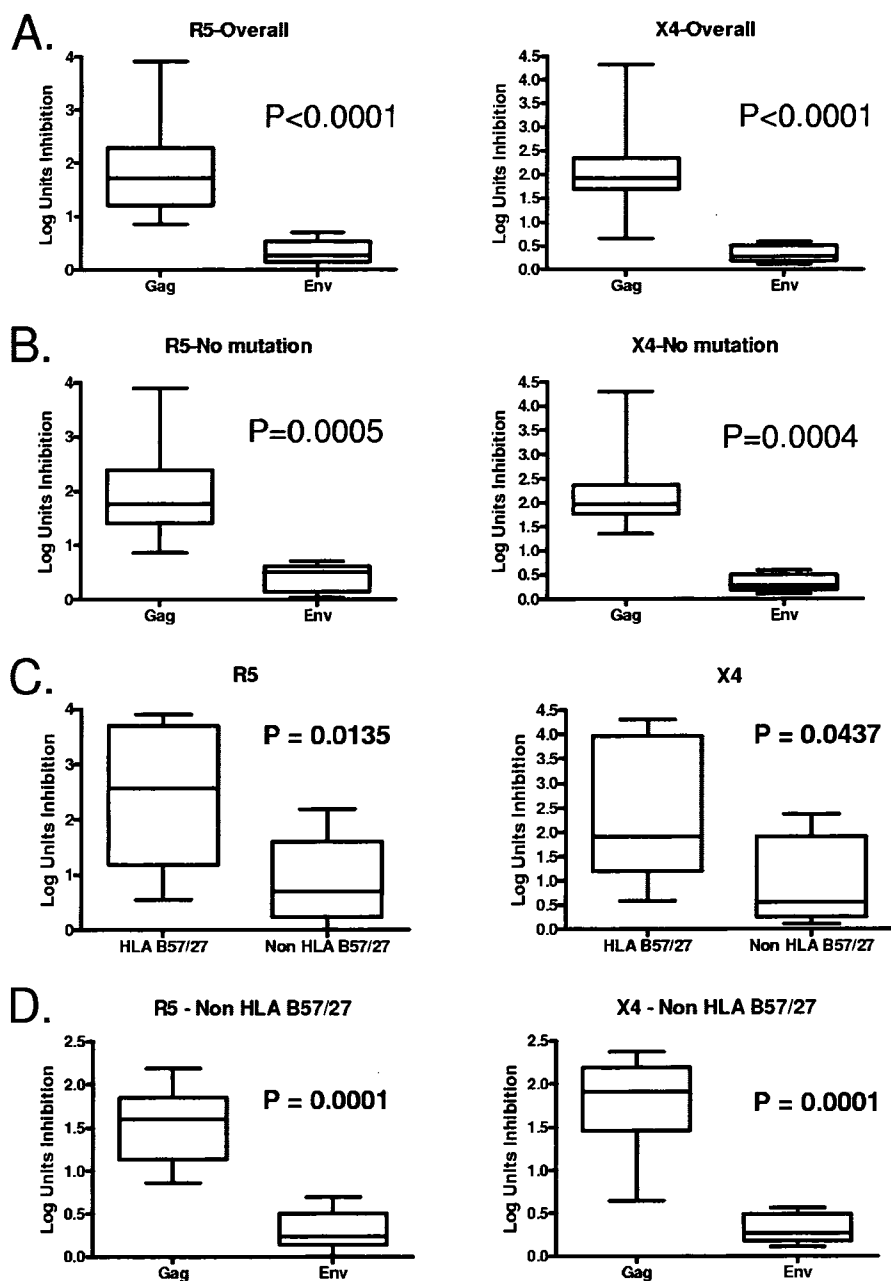 A.
R5-Overall
Log Units Inhibition
4
3
2
1
0
P<0.0001
Gag
Env
X4-Overall
Log Units Inhibition
4.5
4.0
3.5
3.0
2.5
2.0
1.5
1.0
0.5
0.0
P<0.0001
Gag
Env
B.
R5-No mutation
Log Units Inhibition
4
3
2
1
0
P=0.0005
Gag
Env
X4-No mutation
Log Units Inhibition
4.5
4.0
3.5
3.0
2.5
2.0
1.5
1.0
0.5
0.0
P=0.0004
Gag
Env
C.
R5
Log Units Inhibition
4
3
2
1
0
P = 0.0135
HLA B57/27
Non HLA B57/27
X4
Log Units Inhibition
4.5
4.0
3.5
3.0
2.5
2.0
1.5
1.0
0.5
0.0
P = 0.0437
HLA B57/27
Non HLA B57/27
D.
R5 - Non HLA B57/27
Log Units Inhibition
2.5
2.0
1.5
1.0
0.5
0.0
P = 0.0001
Gag
Env
X4 - Non HLA B57/27
Log Units Inhibition
2.5
2.0
1.5
1.0
0.5
0.0
P = 0.0001
Gag
Env